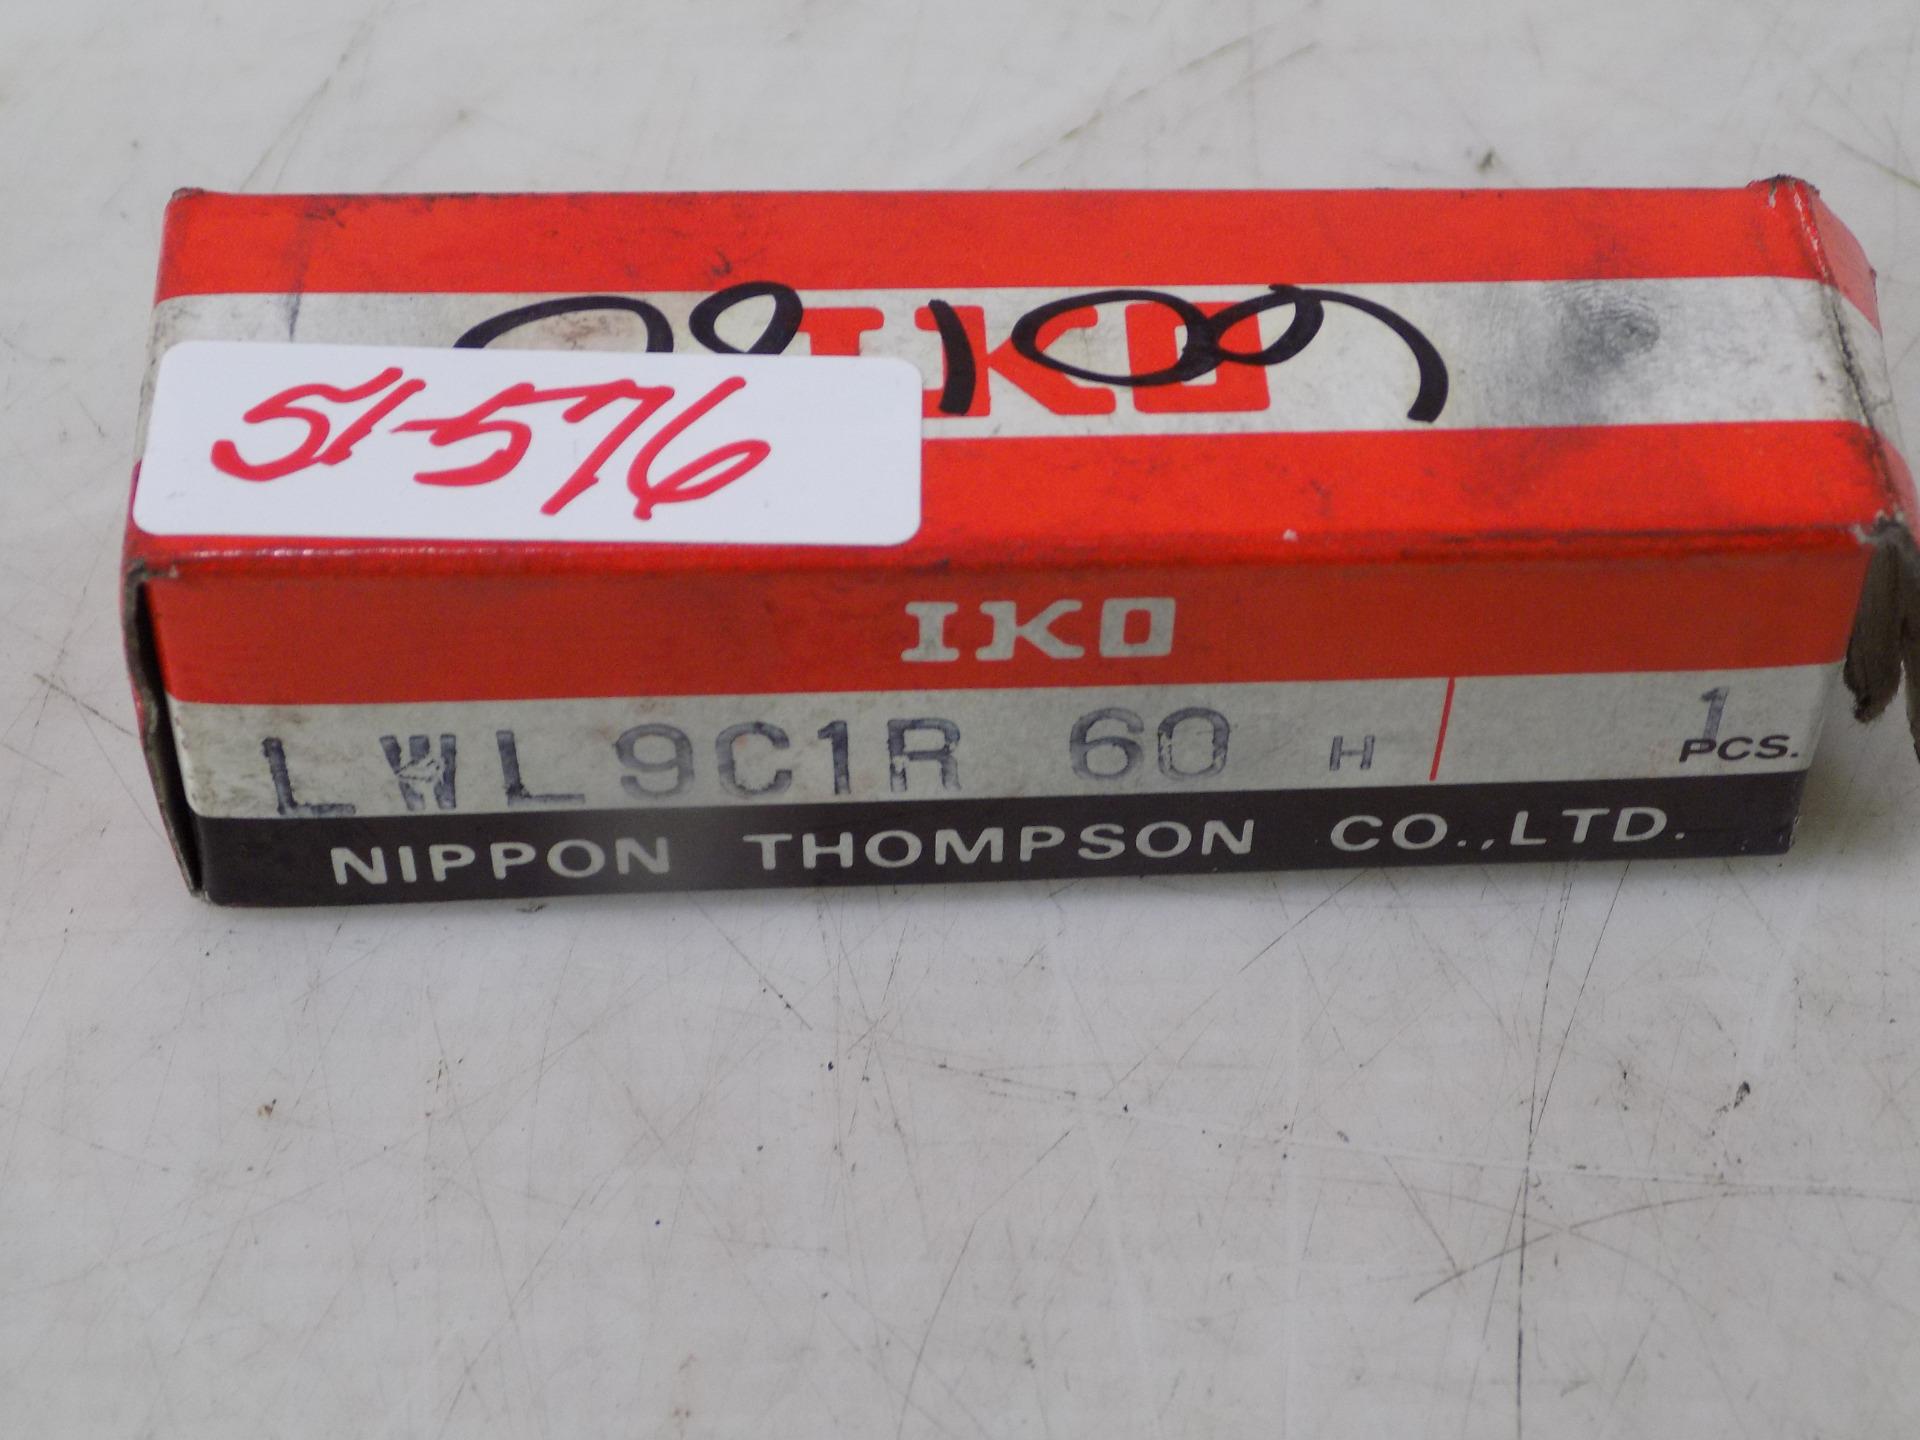 IKO
51-576
IKO
LWL9C1R 60 H 1 PCS.
NIPPON THOMPSON CO.,LTD.